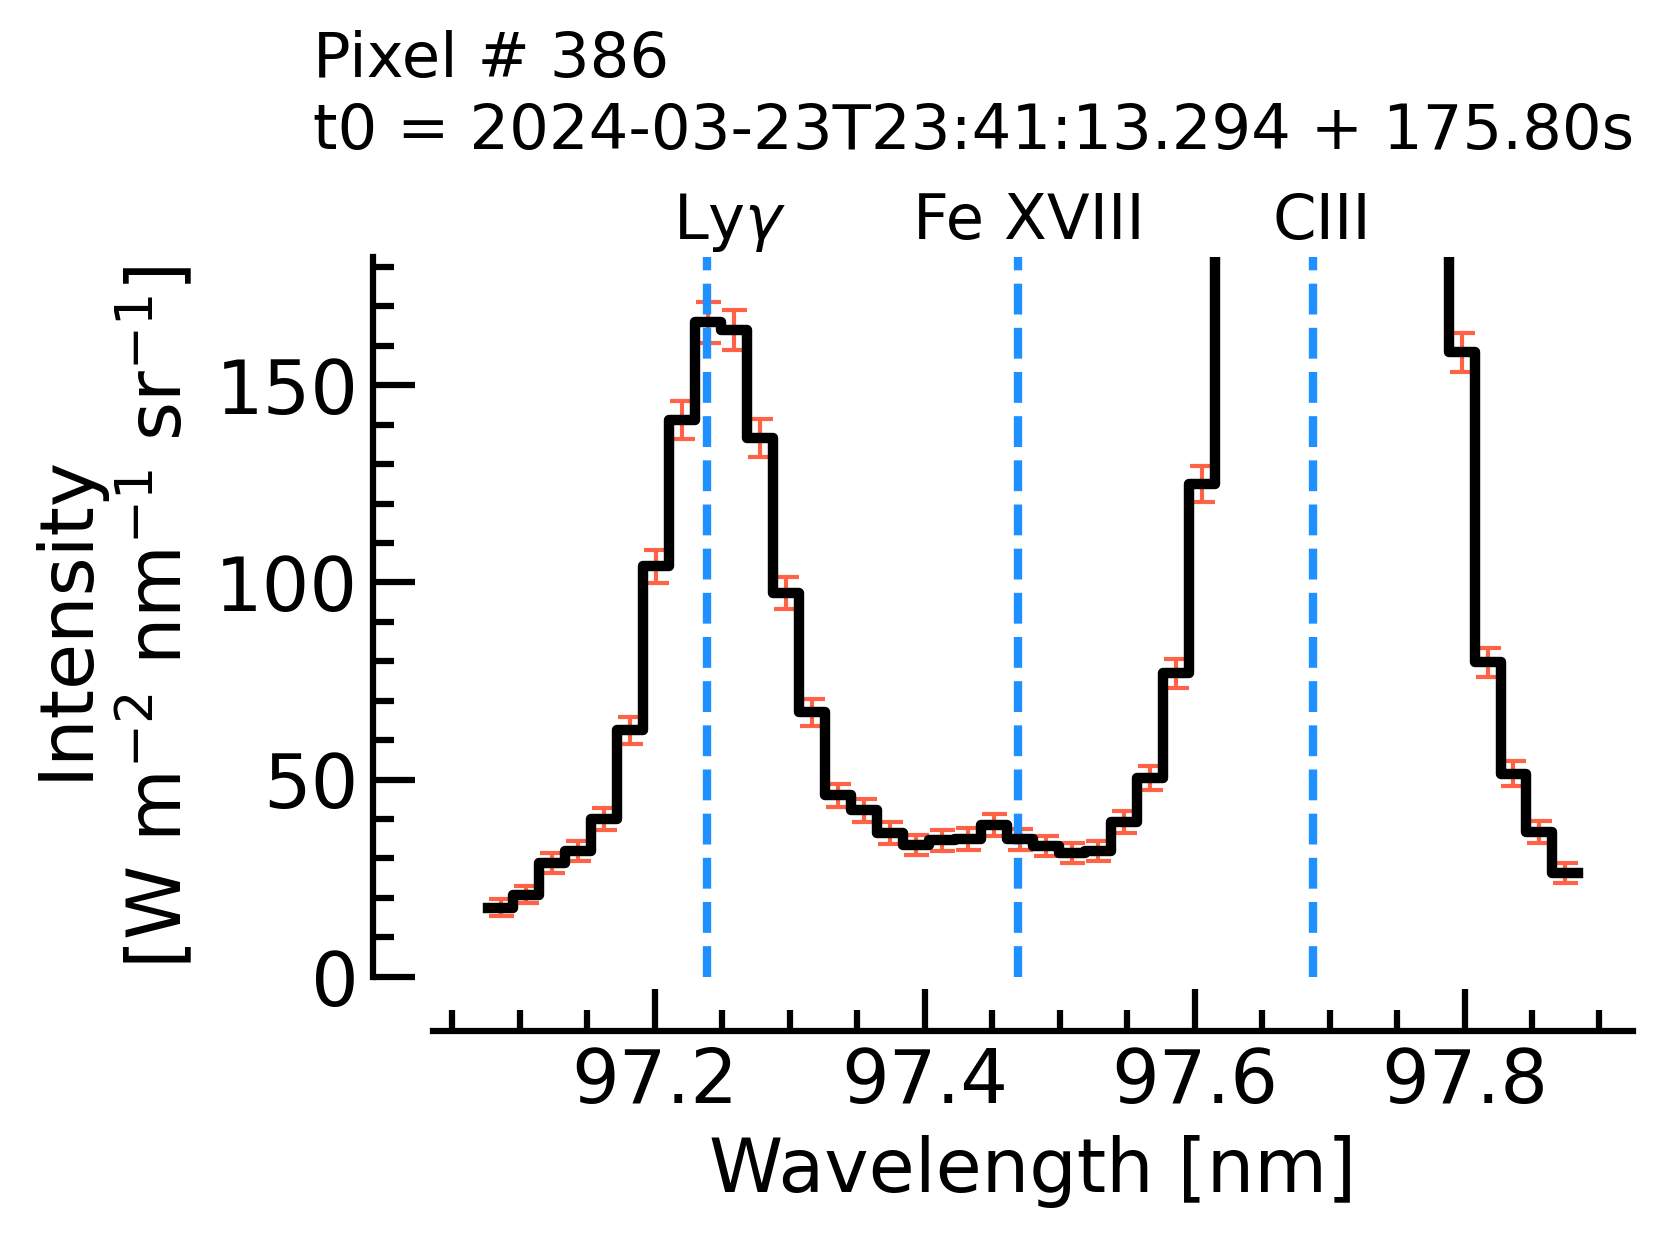 Pixel # 386
t0 = 2024-03-23T23:41:13.294 + 175.80s
Lyγ Fe XVIII CIII
Intensity
[W m⁻² nm⁻¹ sr⁻¹]
150
100
50
0
97.2 97.4 97.6 97.8
Wavelength [nm]